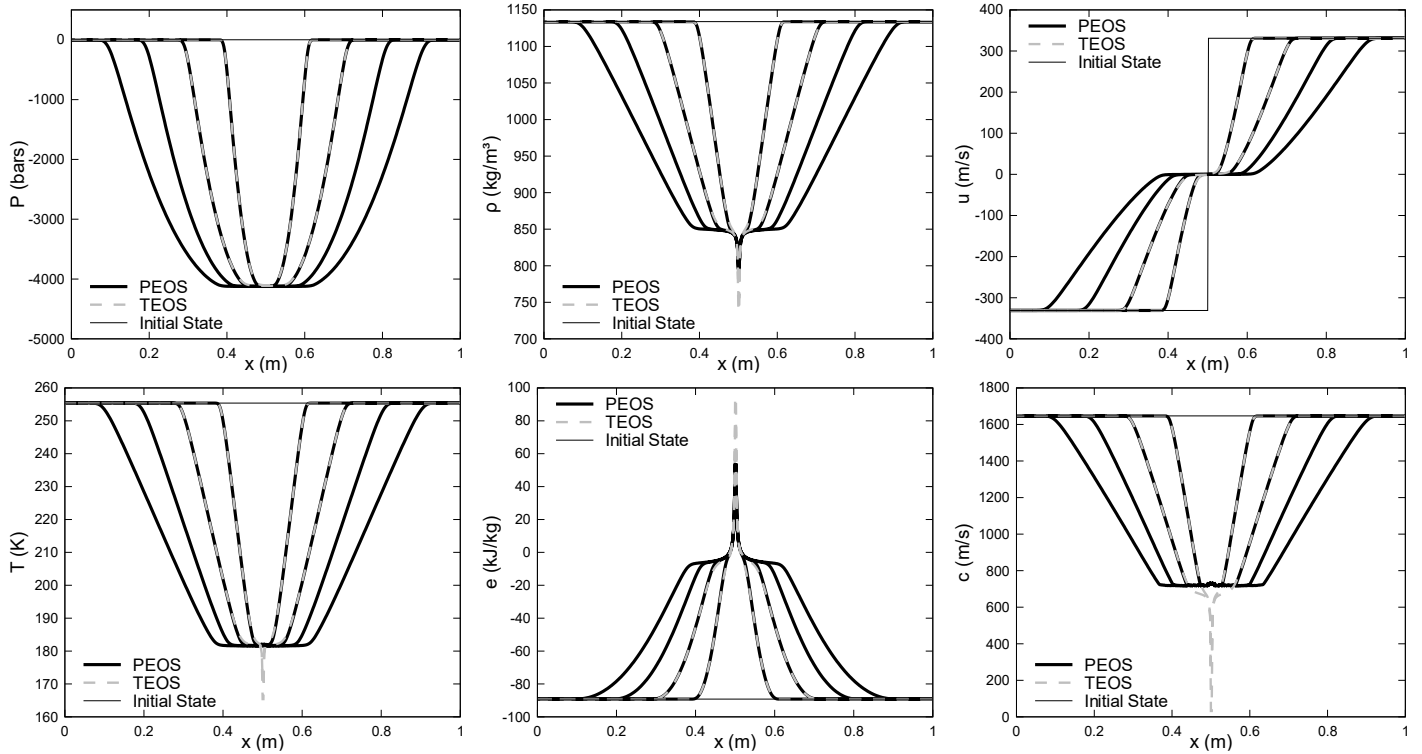 P (bars)
0
-1000
-2000
-3000
-4000
-5000
PEOS
TEOS
Initial State
0 0.2 0.4 0.6 0.8 1
x (m)
ρ (kg/m³)
1150
1100
1050
1000
950
900
850
800
750
700
PEOS
TEOS
Initial State
0 0.2 0.4 0.6 0.8 1
x (m)
u (m/s)
400
300
200
100
0
-100
-200
-300
-400
PEOS
TEOS
Initial State
0 0.2 0.4 0.6 0.8 1
x (m)
T (K)
260
250
240
230
220
210
200
190
180
170
160
PEOS
TEOS
Initial State
0 0.2 0.4 0.6 0.8 1
x (m)
e (kJ/kg)
100
80
60
40
20
0
-20
-40
-60
-80
-100
PEOS
TEOS
Initial State
0 0.2 0.4 0.6 0.8 1
x (m)
c (m/s)
1800
1600
1400
1200
1000
800
600
400
200
0
PEOS
TEOS
Initial State
0 0.2 0.4 0.6 0.8 1
x (m)